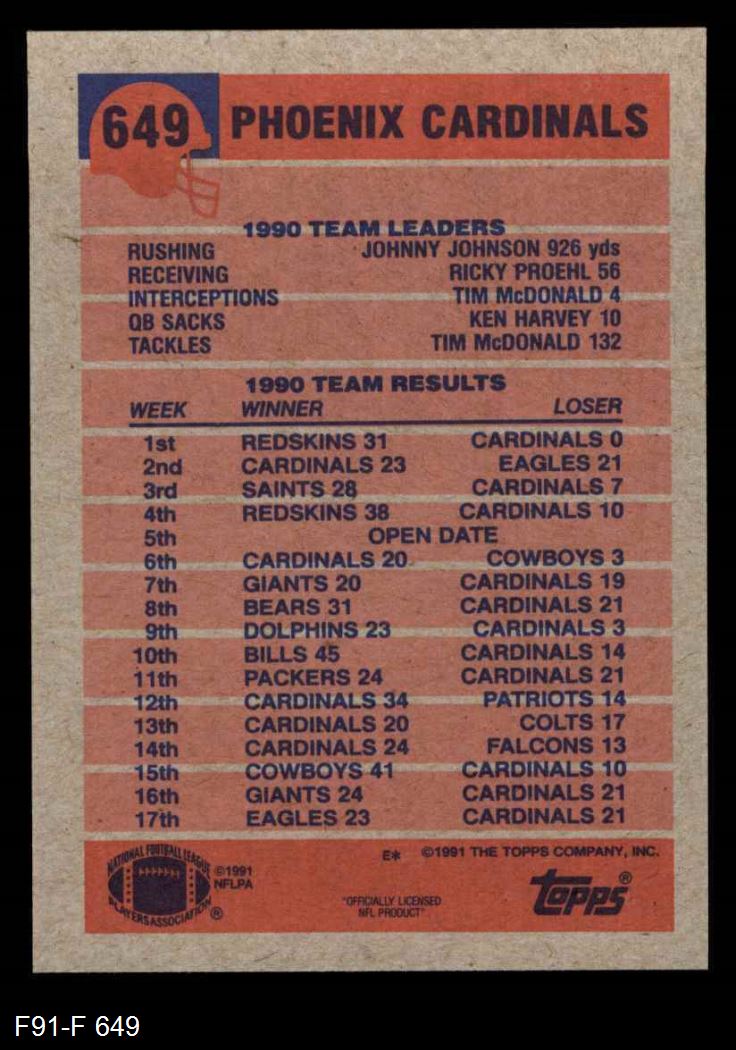 649 PHOENIX CARDINALS
1990 TEAM LEADERS
RUSHING JOHNNY JOHNSON 926 yds
RECEIVING RICKY PROEHL 56
INTERCEPTIONS TIM McDONALD 4
QB SACKS KEN HARVEY 10
TACKLES TIM McDONALD 132
1990 TEAM RESULTS
WEEK WINNER LOSER
1st REDSKINS 31 CARDINALS 0
2nd CARDINALS 23 EAGLES 21
3rd SAINTS 28 CARDINALS 7
4th REDSKINS 38 CARDINALS 10
5th OPEN DATE
6th CARDINALS 20 COWBOYS 3
7th GIANTS 20 CARDINALS 19
8th BEARS 31 CARDINALS 21
9th DOLPHINS 23 CARDINALS 3
10th BILLS 45 CARDINALS 14
11th PACKERS 24 CARDINALS 21
12th CARDINALS 34 PATRIOTS 14
13th CARDINALS 20 COLTS 17
14th CARDINALS 24 FALCONS 13
15th COWBOYS 41 CARDINALS 10
16th GIANTS 24 CARDINALS 21
17th EAGLES 23 CARDINALS 21
NATIONAL FOOTBALL LEAGUE
PLAYERS ASSOCIATION ®
©1991
NFLPA
E* ©1991 THE TOPPS COMPANY, INC.
"OFFICIALLY LICENSED
NFL PRODUCT"
topps®
F91-F 649